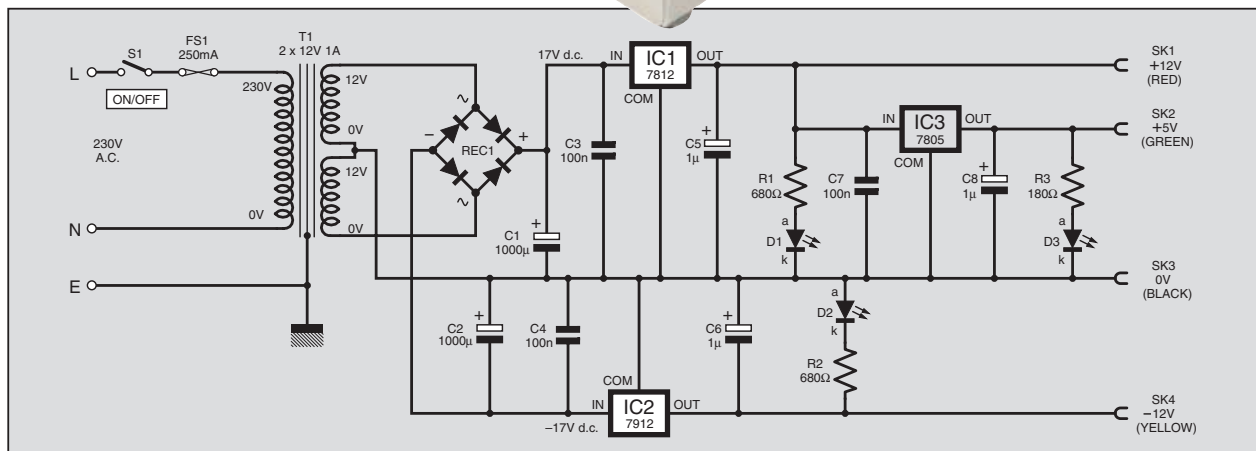 S1
FS1
250mA
T1
2 x 12V 1A
L
ON/OFF
230V
A.C.
230V
0V
N
E
12V
0V
12V
0V
~
–
REC1
+
~
17V d.c.
IN
IC1
7812
OUT
COM
C3
100n
+
C5
1µ
+
C1
1000µ
R1
680Ω
a
D1
k
C7
100n
IN
IC3
7805
OUT
COM
+
C8
1µ
R3
180Ω
a
D3
k
SK1
+12V
(RED)
SK2
+5V
(GREEN)
SK3
0V
(BLACK)
+
C2
1000µ
C4
100n
+
C6
1µ
a
D2
k
R2
680Ω
COM
IN
IC2
7912
OUT
–17V d.c.
SK4
–12V
(YELLOW)